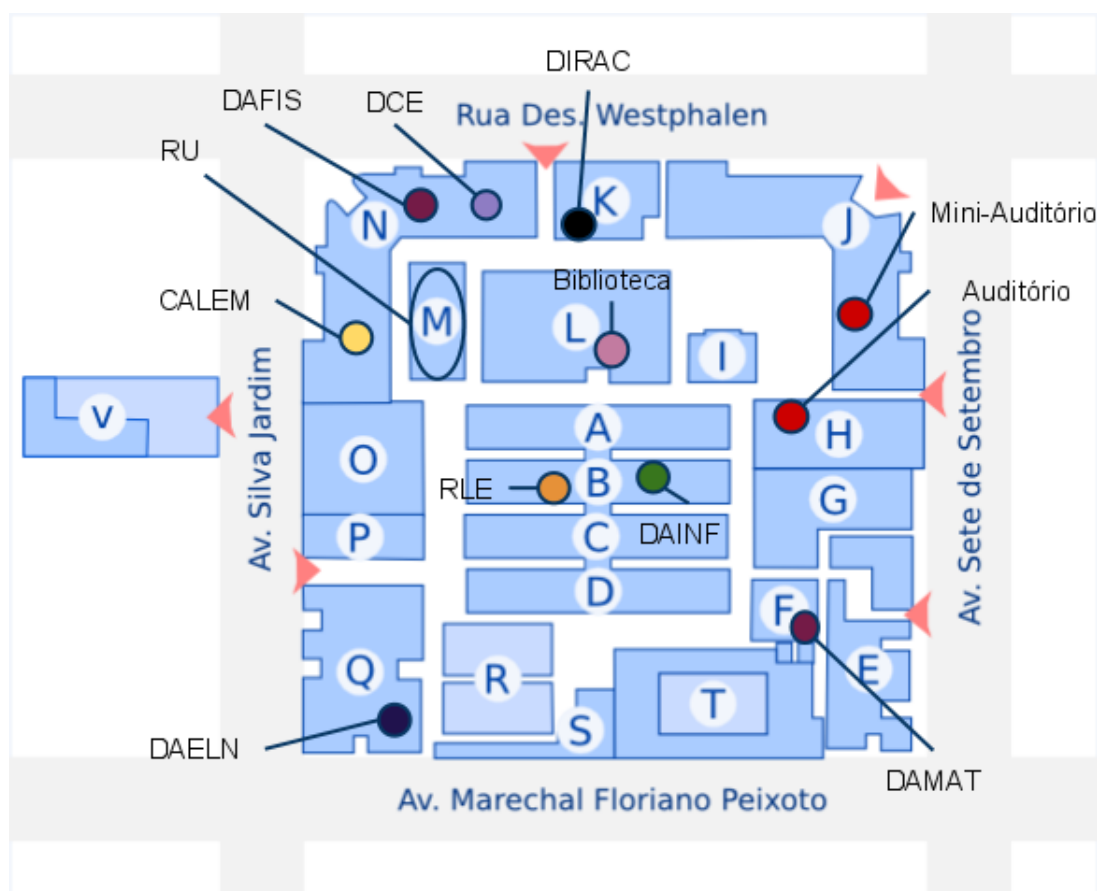 DIRAC
DAFIS
DCE
Rua Des. Westphalen
RU
K
Mini-Auditório
N
J
Biblioteca
Auditório
CALEM
M
L
I
V
A
H
O
B
RLE
G
Av. Silva Jardim
Av. Sete de Setembro
P
C
DAINF
D
F
Q
R
E
T
S
DAELN
DAMAT
Av. Marechal Floriano Peixoto